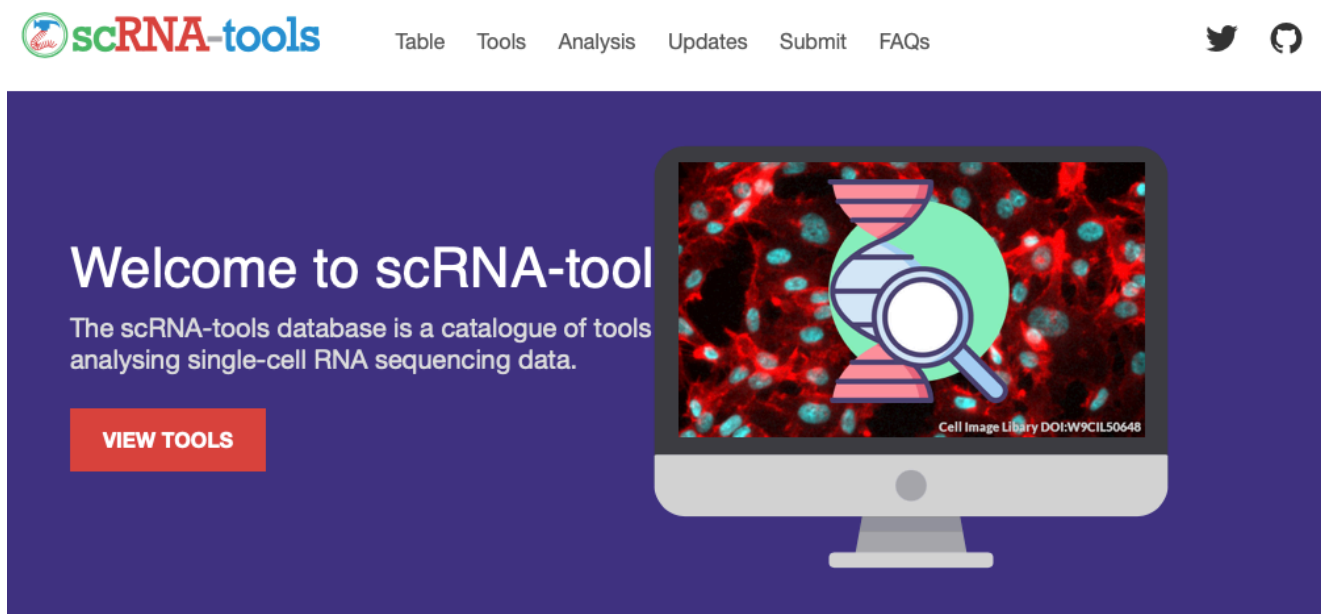 scRNA-tools
Table Tools Analysis Updates Submit FAQs
Welcome to scRNA-tool
The scRNA-tools database is a catalogue of tools
analysing single-cell RNA sequencing data.
VIEW TOOLS
Cell Image Libary DOI:W9CIL50648